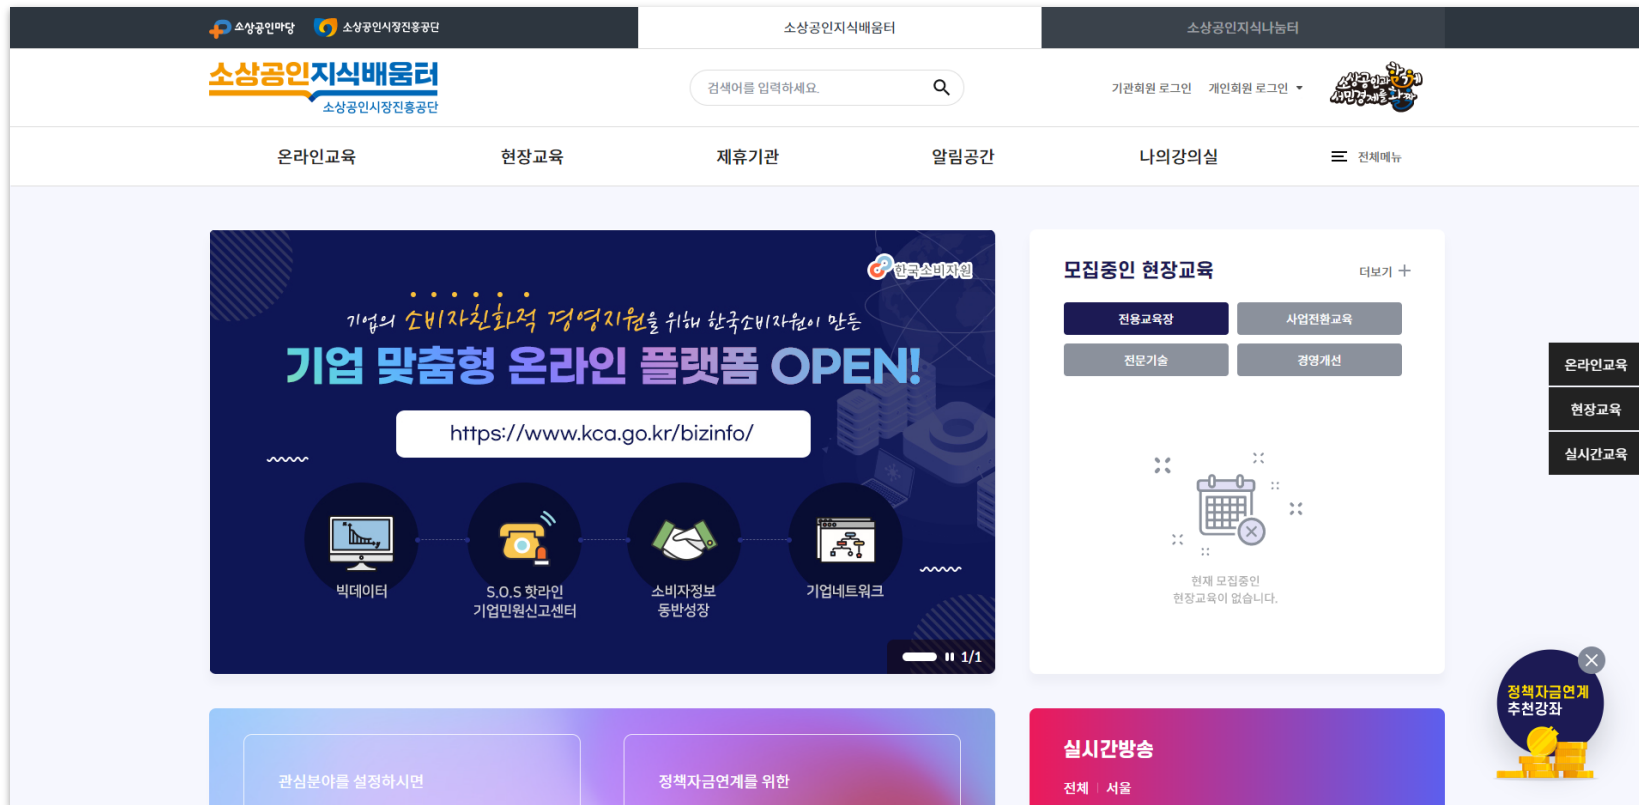 소상공인마당
소상공인시장진흥공단
소상공인지식배움터
소상공인지식나눔터
소상공인지식배움터
소상공인시장진흥공단
검색어를 입력하세요.
기관회원 로그인
개인회원 로그인
소상공인과 함께
서민경제를 활짝
온라인교육
현장교육
제휴기관
알림공간
나의강의실
전체메뉴
한국소비자원
기업의 소비자친화적 경영지원을 위해 한국소비자원이 만든
기업 맞춤형 온라인 플랫폼 OPEN!
https://www.kca.go.kr/bizinfo/
빅데이터
S.O.S 핫라인
기업민원신고센터
소비자정보
동반성장
기업네트워크
1/1
모집중인 현장교육
더보기
전용교육장
사업전환교육
전문기술
경영개선
현재 모집중인
현장교육이 없습니다.
온라인교육
현장교육
실시간교육
정책자금연계
추천강좌
관심분야를 설정하시면
정책자금연계를 위한
실시간방송
전체
서울